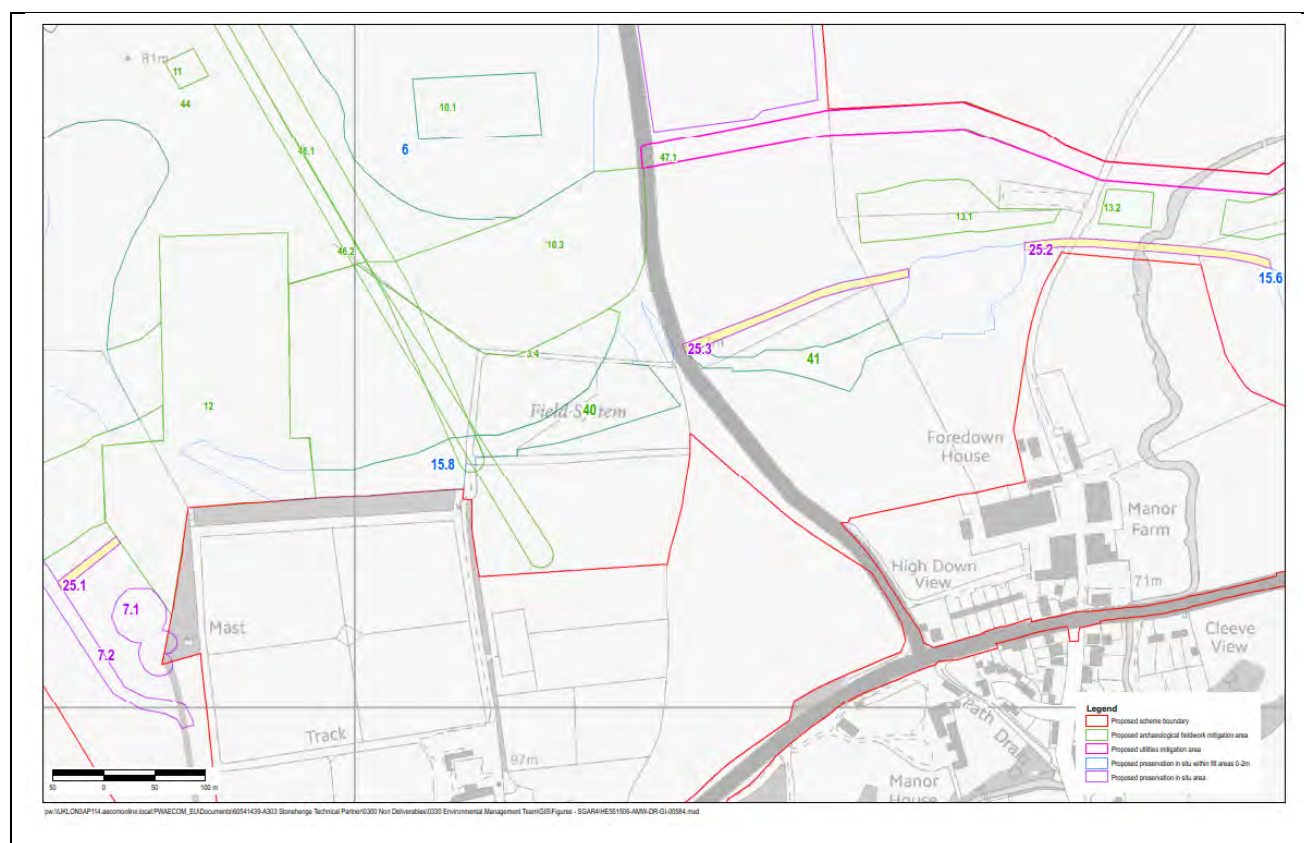 81m
11
44
10.1
6
46.1
47.1
13.1
13.2
46.2
10.3
25.2
15.6
25.3
3.4
41
12
Field System
40
Foredown
House
15.8
Manor
Farm
High Down
View
71m
25.1
7.1
Mast
7.2
Cleeve
View
Track
97m
Path
Drain
Manor
House
Legend
Proposed scheme boundary
Proposed archaeological fieldwork mitigation area
Proposed utilities mitigation area
Proposed preservation in situ within fill areas 0-2m
Proposed preservation in situ area
50 0 50 100 m